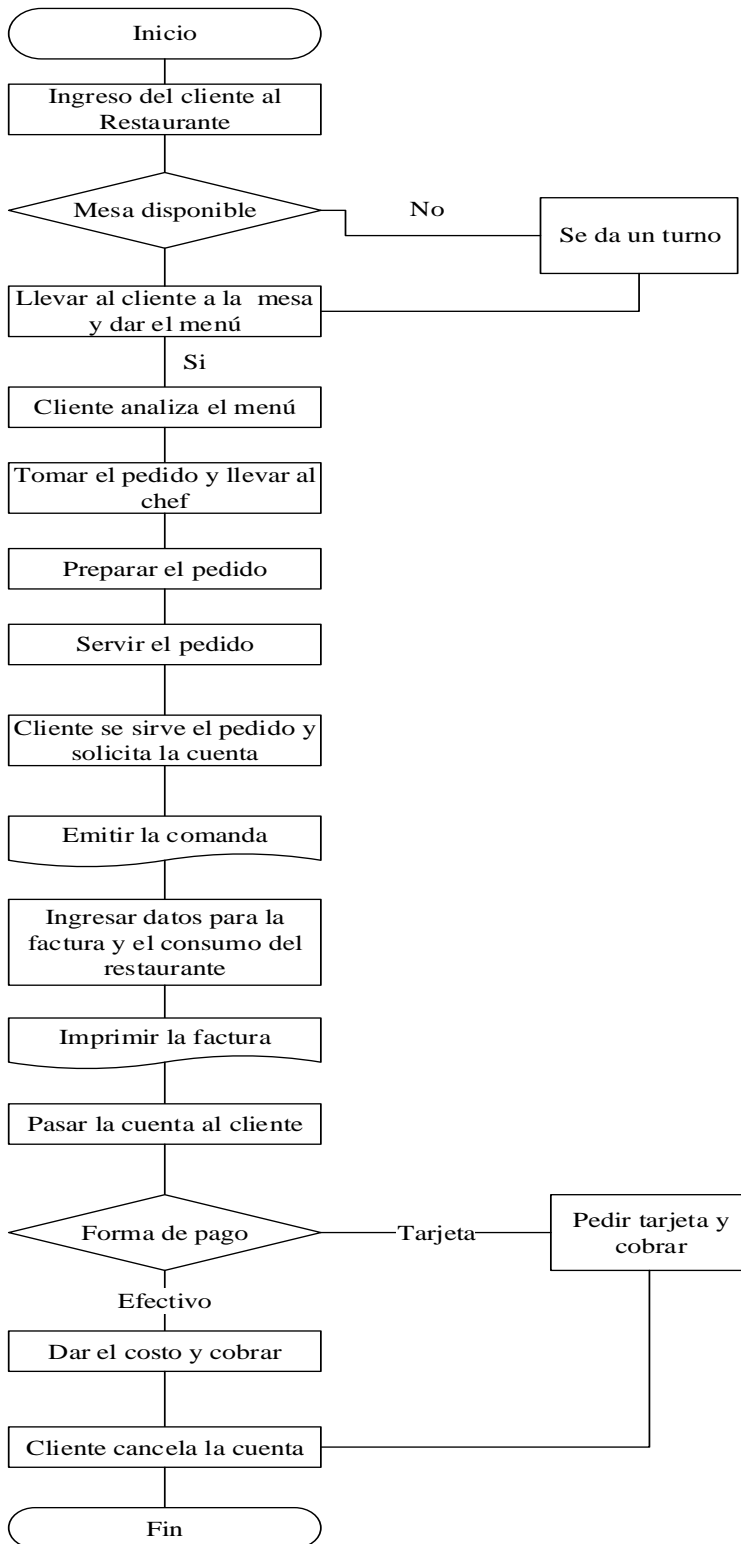 Inicio
Ingreso del cliente al
Restaurante
Mesa disponible
No
Se da un turno
Llevar al cliente a la mesa
y dar el menú
Si
Cliente analiza el menú
Tomar el pedido y llevar al
chef
Preparar el pedido
Servir el pedido
Cliente se sirve el pedido y
solicita la cuenta
Emitir la comanda
Ingresar datos para la
factura y el consumo del
restaurante
Imprimir la factura
Pasar la cuenta al cliente
Forma de pago
Tarjeta
Pedir tarjeta y
cobrar
Efectivo
Dar el costo y cobrar
Cliente cancela la cuenta
Fin